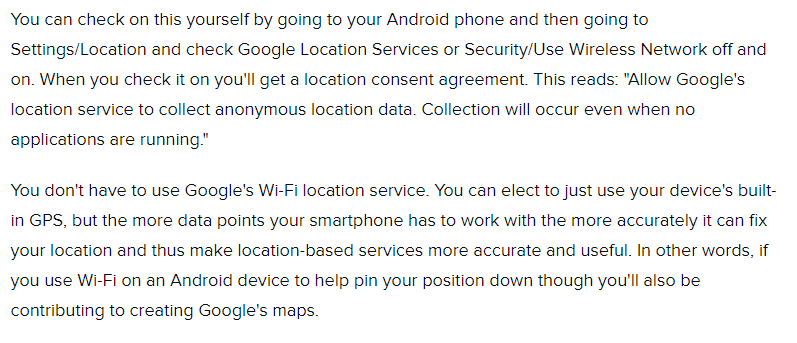 You can check on this yourself by going to your Android phone and then going to
Settings/Location and check Google Location Services or Security/Use Wireless Network off and
on. When you check it on you'll get a location consent agreement. This reads: "Allow Google's
location service to collect anonymous location data. Collection will occur even when no
applications are running."
You don't have to use Google's Wi-Fi location service. You can elect to just use your device's built-
in GPS, but the more data points your smartphone has to work with the more accurately it can fix
your location and thus make location-based services more accurate and useful. In other words, if
you use Wi-Fi on an Android device to help pin your position down though you'll also be
contributing to creating Google's maps.